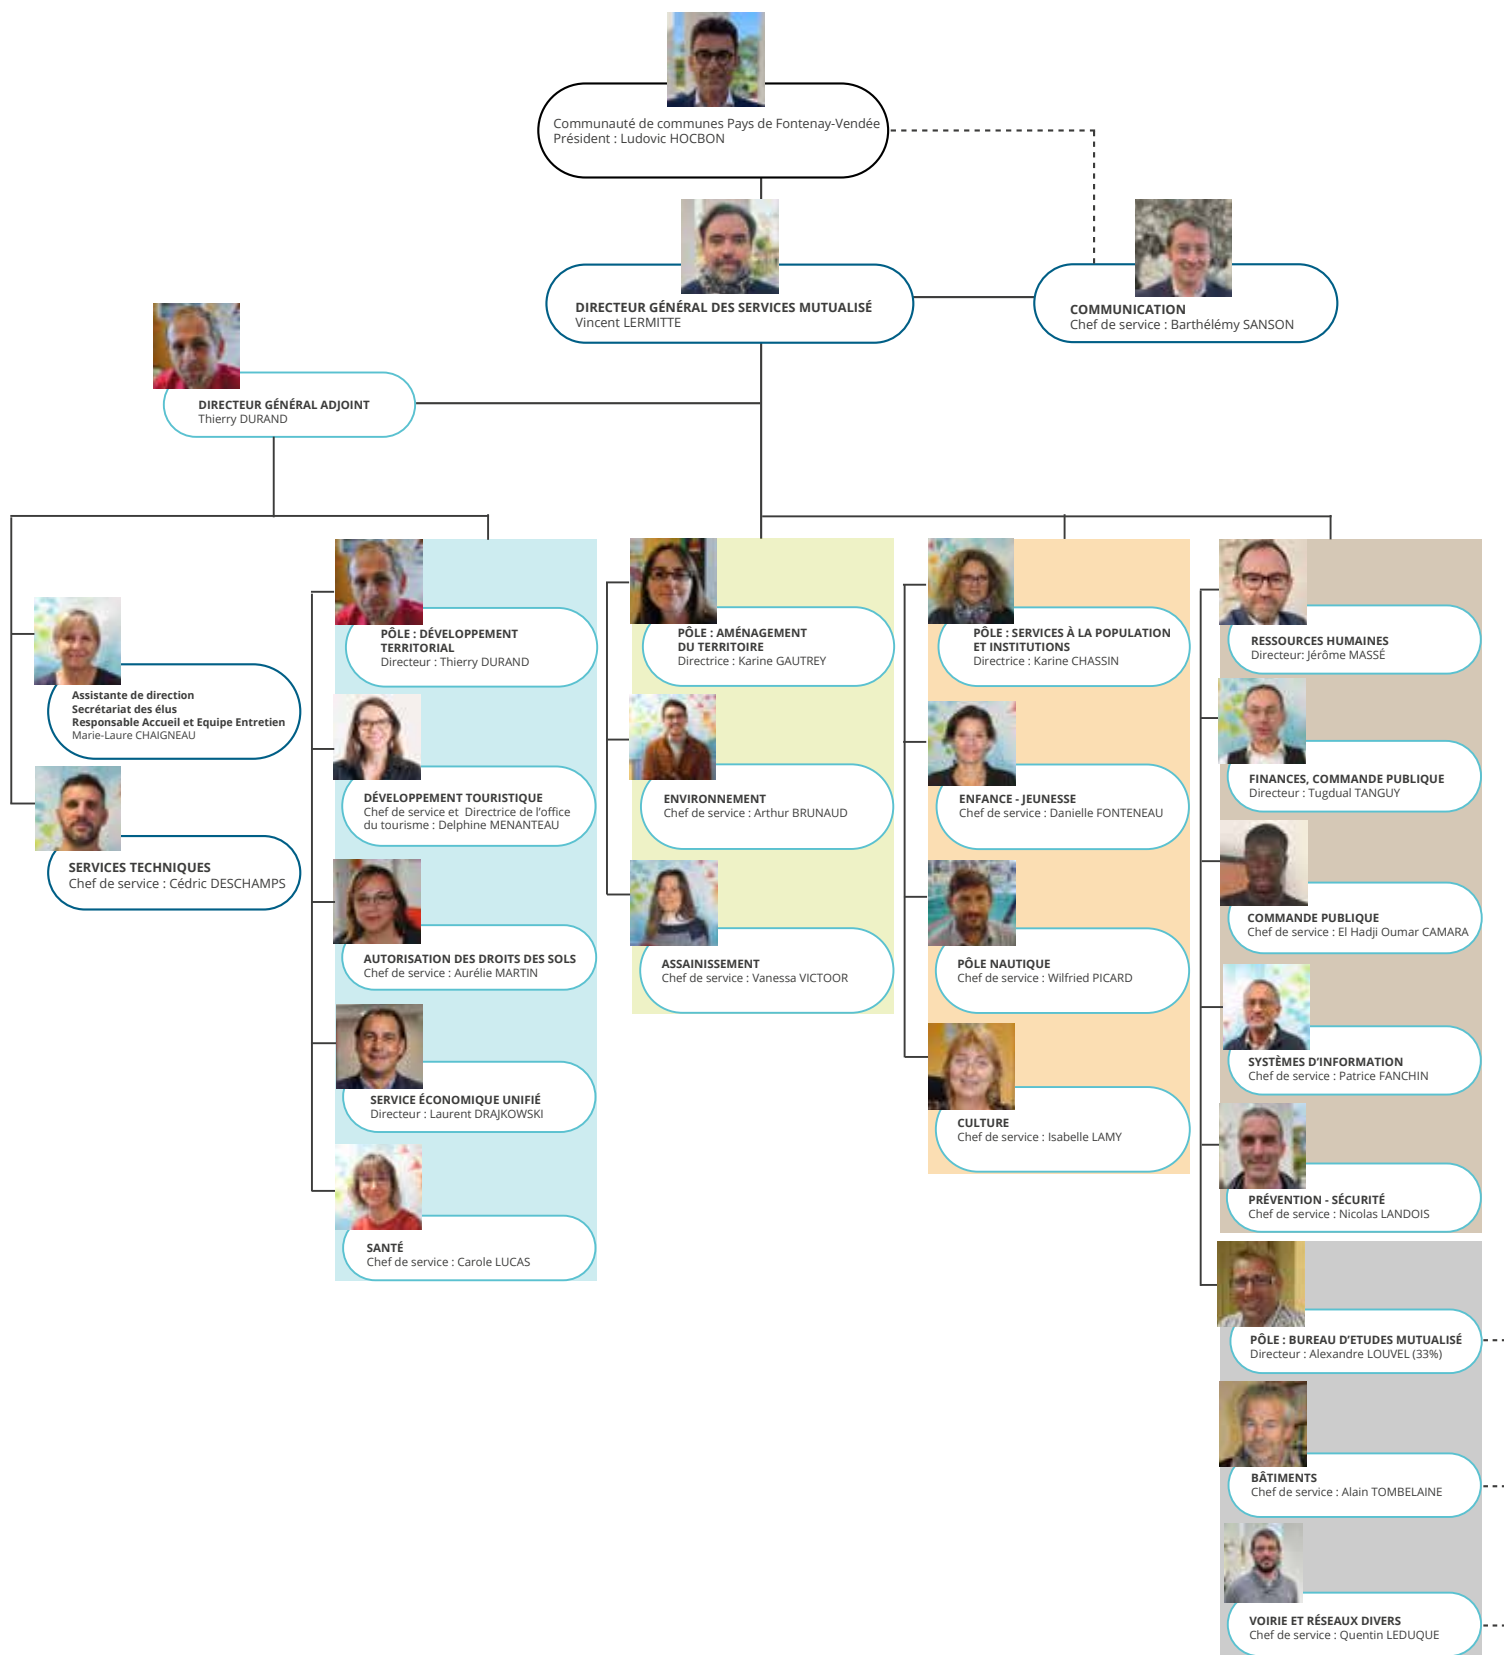 Communauté de communes Pays de Fontenay-Vendée
Président : Ludovic HOCBON
DIRECTEUR GÉNÉRAL DES SERVICES MUTUALISÉ
Vincent LERMITTE
COMMUNICATION
Chef de service : Barthélémy SANSON
DIRECTEUR GÉNÉRAL ADJOINT
Thierry DURAND
Assistante de direction
Secrétariat des élus
Responsable Accueil et Equipe Entretien
Marie-Laure CHAIGNEAU
SERVICES TECHNIQUES
Chef de service : Cédric DESCHAMPS
PÔLE : DÉVELOPPEMENT
TERRITORIAL
Directeur : Thierry DURAND
DÉVELOPPEMENT TOURISTIQUE
Chef de service et Directrice de l'office
du tourisme : Delphine MENANTEAU
AUTORISATION DES DROITS DES SOLS
Chef de service : Aurélie MARTIN
SERVICE ÉCONOMIQUE UNIFIÉ
Directeur : Laurent DRAJKOWSKI
SANTÉ
Chef de service : Carole LUCAS
PÔLE : AMÉNAGEMENT
DU TERRITOIRE
Directrice : Karine GAUTREY
ENVIRONNEMENT
Chef de service : Arthur BRUNAUD
ASSAINISSEMENT
Chef de service : Vanessa VICTOOR
PÔLE : SERVICES À LA POPULATION
ET INSTITUTIONS
Directrice : Karine CHASSIN
ENFANCE - JEUNESSE
Chef de service : Danielle FONTENEAU
PÔLE NAUTIQUE
Chef de service : Wilfried PICARD
CULTURE
Chef de service : Isabelle LAMY
RESSOURCES HUMAINES
Directeur: Jérôme MASSÉ
FINANCES, COMMANDE PUBLIQUE
Directeur : Tugdual TANGUY
COMMANDE PUBLIQUE
Chef de service : El Hadji Oumar CAMARA
SYSTÈMES D'INFORMATION
Chef de service : Patrice FANCHIN
PRÉVENTION - SÉCURITÉ
Chef de service : Nicolas LANDOIS
PÔLE : BUREAU D'ETUDES MUTUALISÉ
Directeur : Alexandre LOUVEL (33%)
BÂTIMENTS
Chef de service : Alain TOMBELAINE
VOIRIE ET RÉSEAUX DIVERS
Chef de service : Quentin LEDUQUE